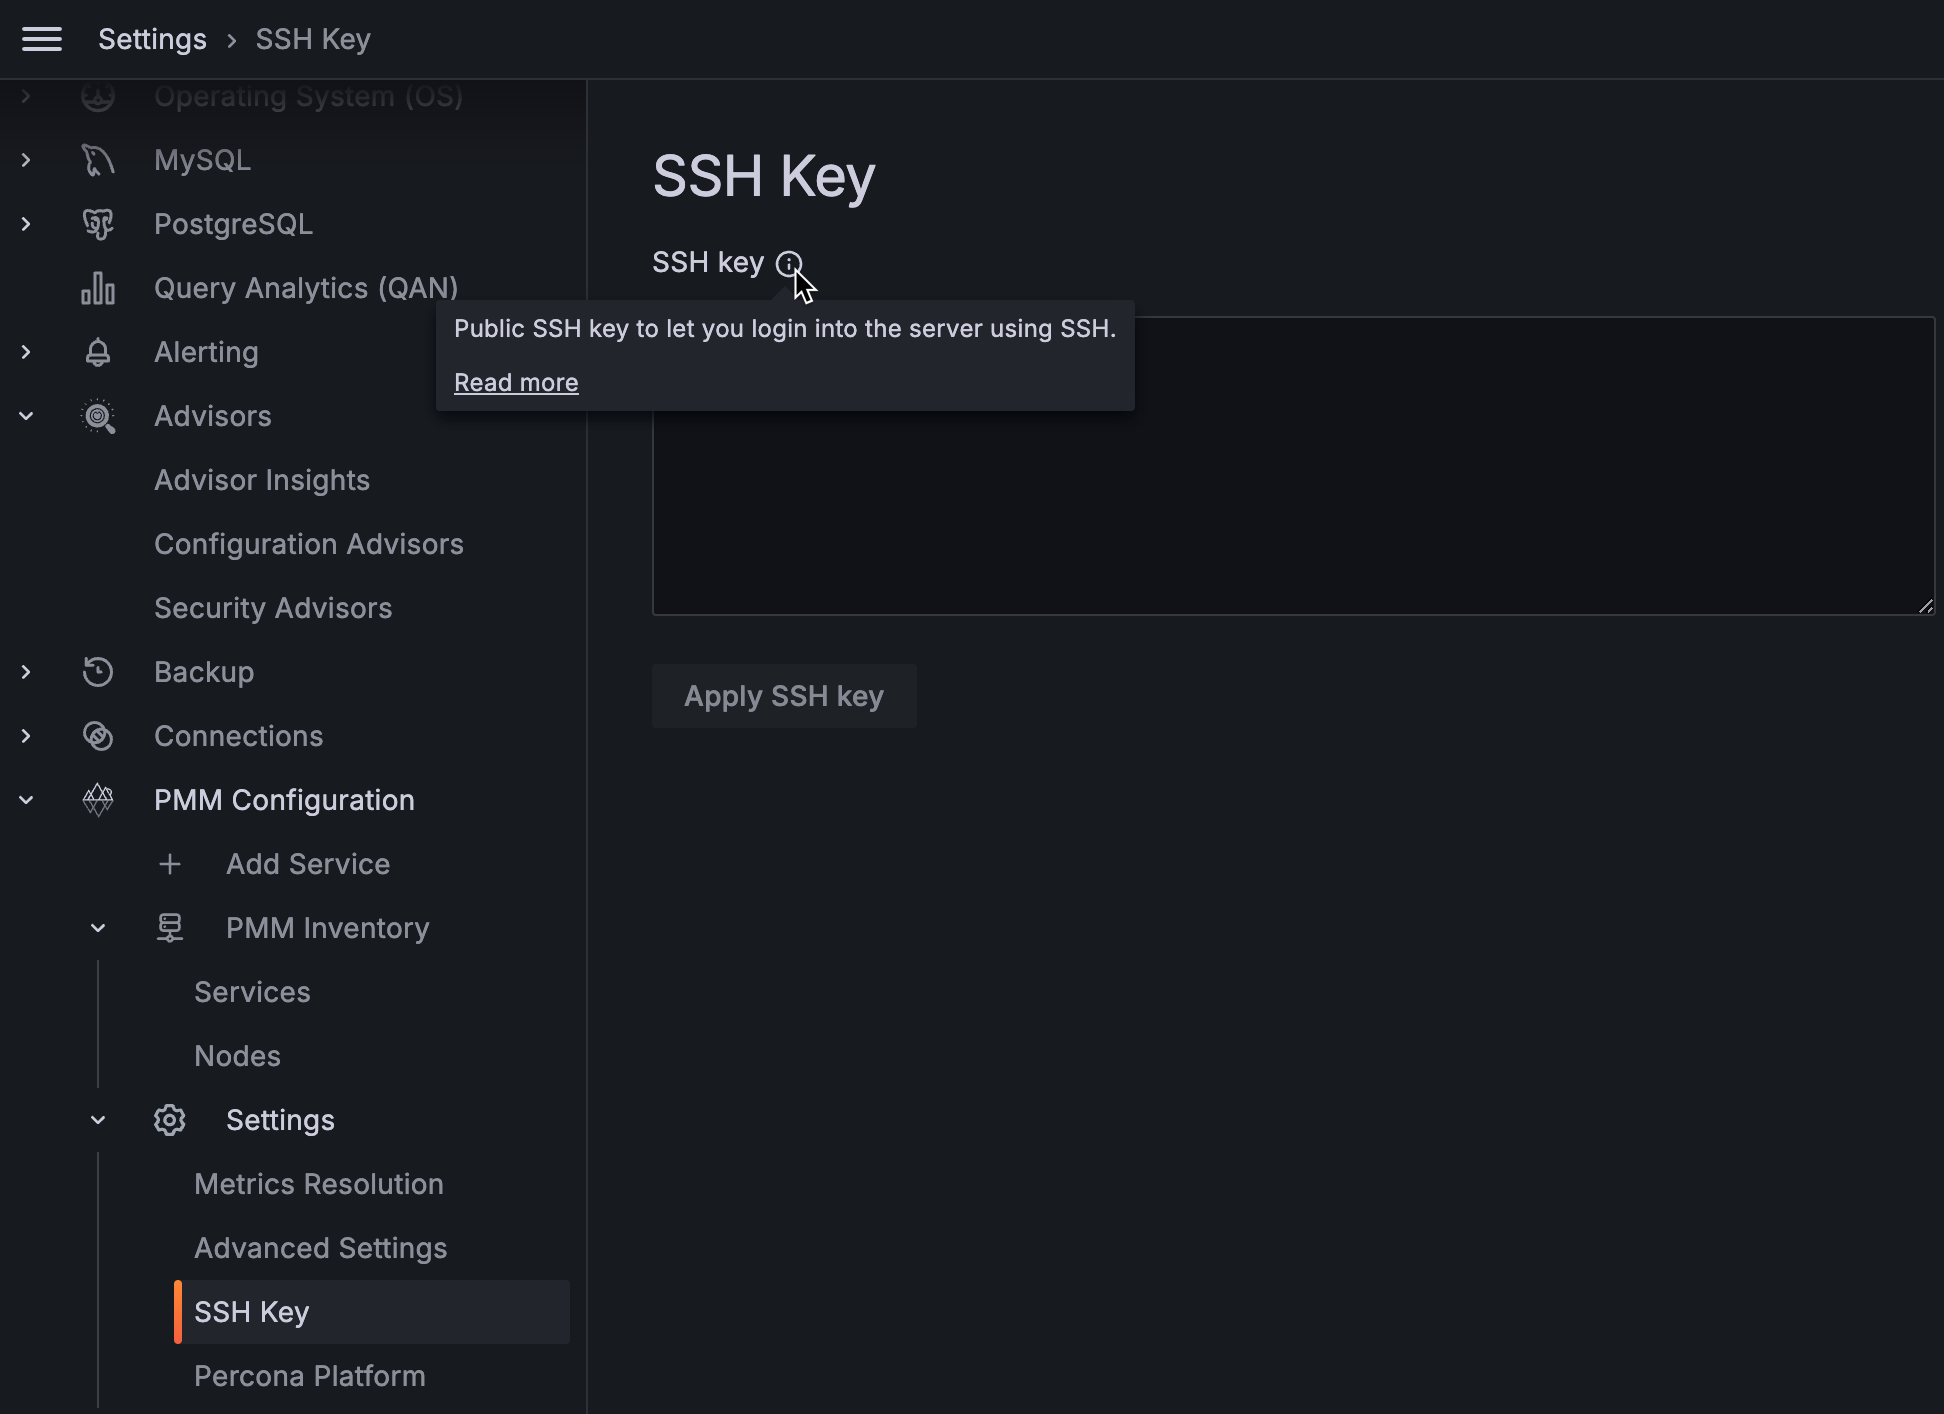 Settings › SSH Key
Operating System (OS)
MySQL
PostgreSQL
Query Analytics (QAN)
Alerting
Advisors
Advisor Insights
Configuration Advisors
Security Advisors
Backup
Connections
PMM Configuration
Add Service
PMM Inventory
Services
Nodes
Settings
Metrics Resolution
Advanced Settings
SSH Key
Percona Platform
SSH Key
SSH key
Public SSH key to let you login into the server using SSH.
Read more
Apply SSH key